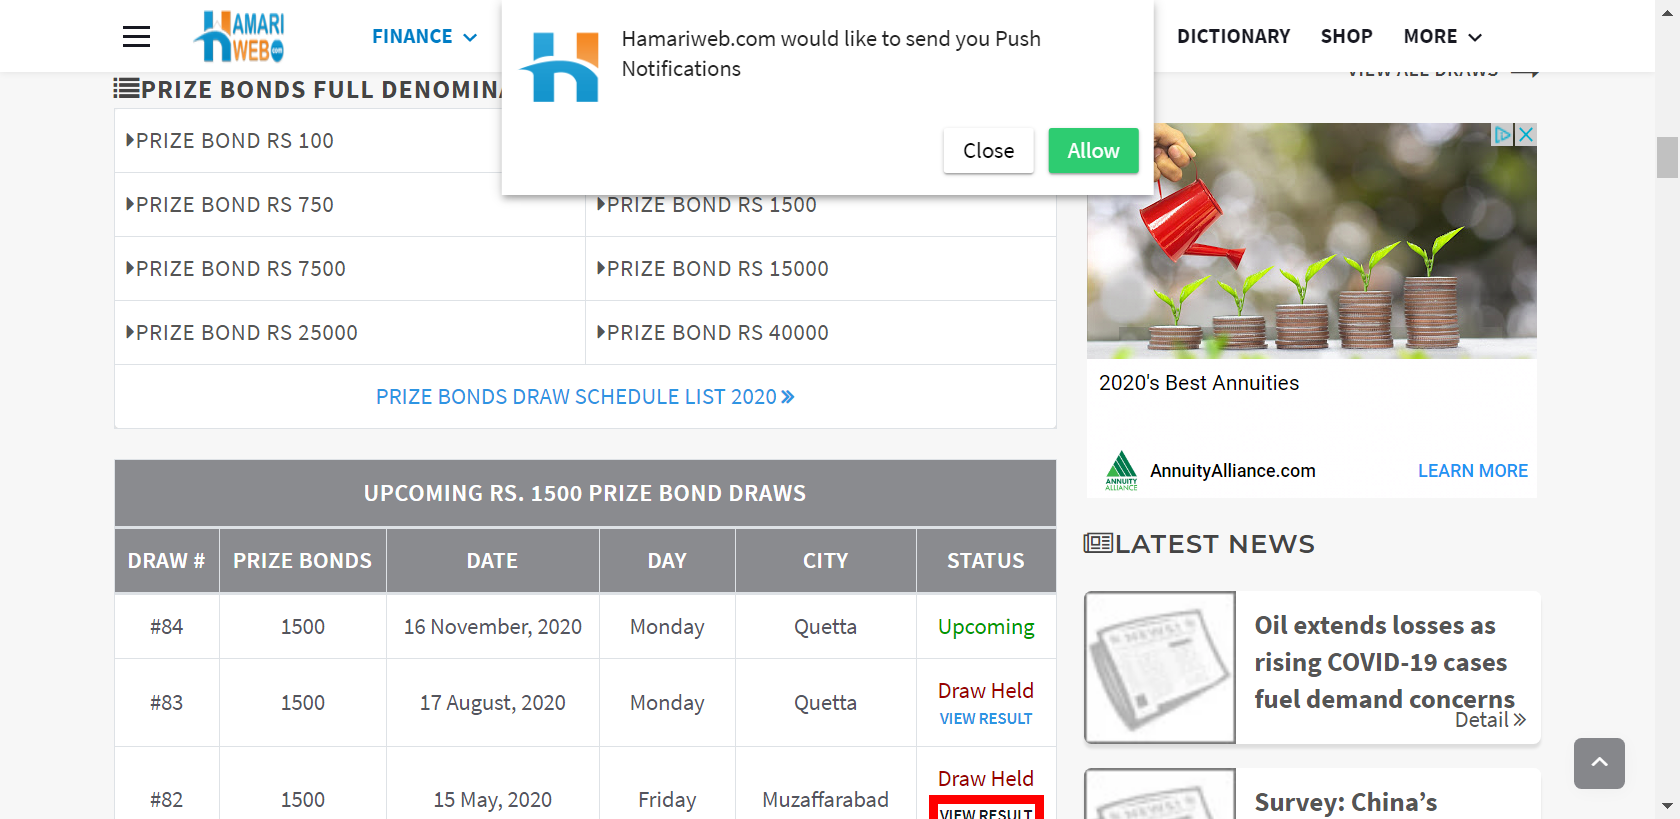 HAMARI
WEB.com
FINANCE
DICTIONARY
SHOP
MORE
Hamariweb.com would like to send you Push
Notifications
Close
Allow
VIEW ALL DRAWS
PRIZE BONDS FULL DENOMINA
PRIZE BOND RS 100
PRIZE BOND RS 750
PRIZE BOND RS 1500
PRIZE BOND RS 7500
PRIZE BOND RS 15000
PRIZE BOND RS 25000
PRIZE BOND RS 40000
PRIZE BONDS DRAW SCHEDULE LIST 2020
UPCOMING RS. 1500 PRIZE BOND DRAWS
DRAW # PRIZE BONDS DATE DAY CITY STATUS
#84 1500 16 November, 2020 Monday Quetta Upcoming
#83 1500 17 August, 2020 Monday Quetta Draw Held
VIEW RESULT
#82 1500 15 May, 2020 Friday Muzaffarabad Draw Held
VIEW RESULT
2020's Best Annuities
ANNUITY
ALLIANCE
AnnuityAlliance.com
LEARN MORE
LATEST NEWS
NEWS
Oil extends losses as
rising COVID-19 cases
fuel demand concerns
Detail
Survey: China’s